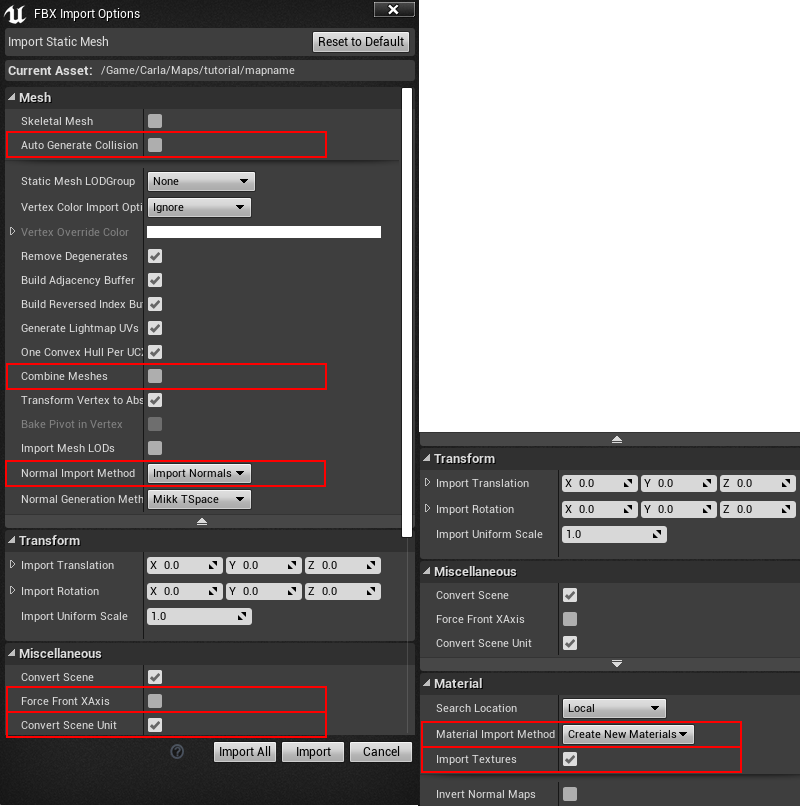 FBX Import Options
Import Static Mesh Reset to Default
Current Asset: /Game/Carla/Maps/tutorial/mapname
Mesh
Skeletal Mesh
Auto Generate Collision
Static Mesh LODGroup None
Vertex Color Import Opti Ignore
Vertex Override Color
Remove Degenerates
Build Adjacency Buffer
Build Reversed Index Bu
Generate Lightmap UVs
One Convex Hull Per UCX
Combine Meshes
Transform Vertex to Abs
Bake Pivot in Vertex
Import Mesh LODs
Normal Import Method Import Normals
Normal Generation Meth Mikk TSpace
Transform
Import Translation X 0.0 Y 0.0 Z 0.0
Import Rotation X 0.0 Y 0.0 Z 0.0
Import Uniform Scale 1.0
Miscellaneous
Convert Scene
Force Front XAxis
Convert Scene Unit
? Import All Import Cancel
Transform
Import Translation X 0.0 Y 0.0 Z 0.0
Import Rotation X 0.0 Y 0.0 Z 0.0
Import Uniform Scale 1.0
Miscellaneous
Convert Scene
Force Front XAxis
Convert Scene Unit
Material
Search Location Local
Material Import Method Create New Materials
Import Textures
Invert Normal Maps